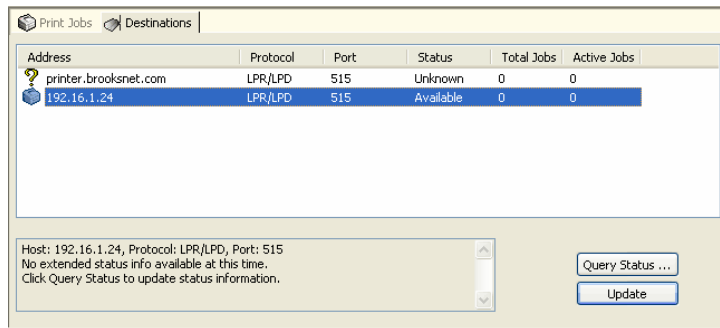 Print Jobs Destinations
Address Protocol Port Status Total Jobs Active Jobs
printer.brooksnet.com LPR/LPD 515 Unknown 0 0
192.16.1.24 LPR/LPD 515 Available 0 0
Host: 192.16.1.24, Protocol: LPR/LPD, Port: 515
No extended status info available at this time.
Click Query Status to update status information.
Query Status ...
Update